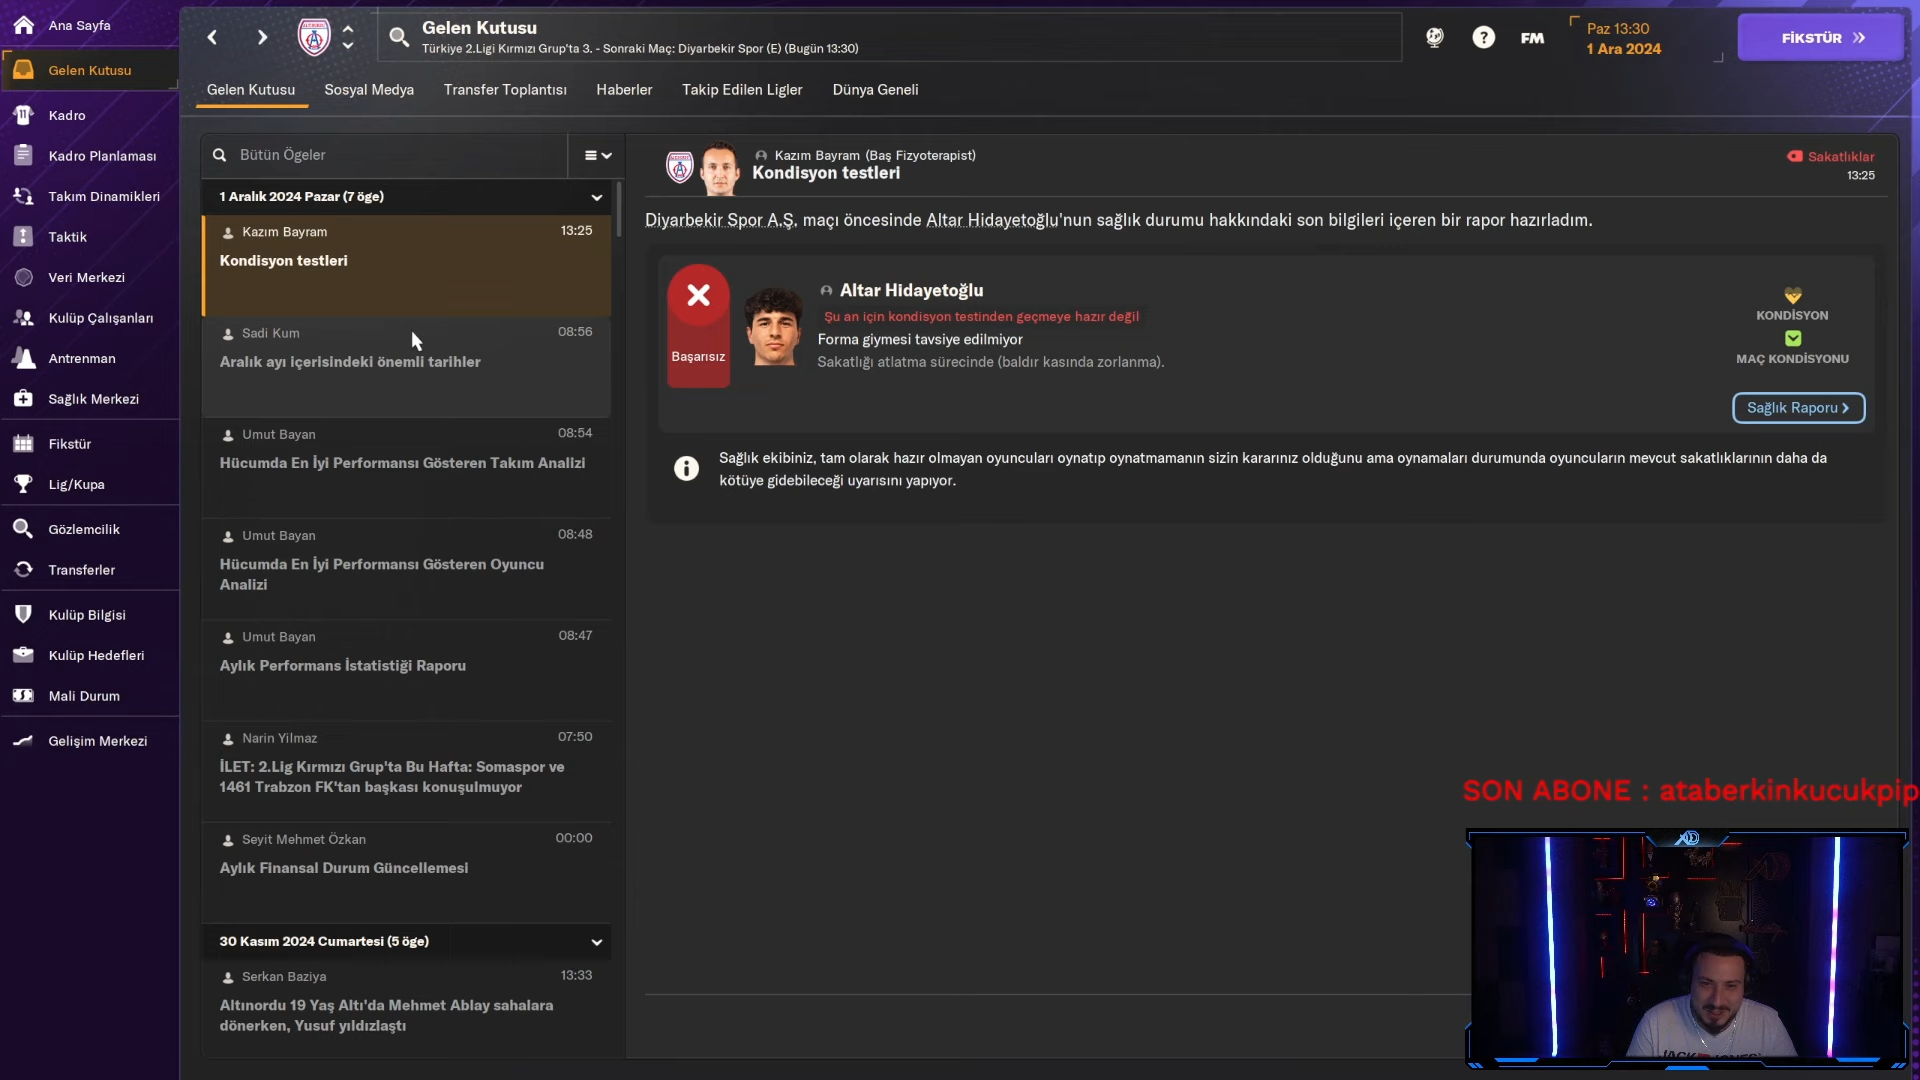 Ana Sayfa
Gelen Kutusu
Kadro
Kadro Planlaması
Takım Dinamikleri
Taktik
Veri Merkezi
Kulüp Çalışanları
Antrenman
Sağlık Merkezi
Fikstür
Lig/Kupa
Gözlemcilik
Transferler
Kulüp Bilgisi
Kulüp Hedefleri
Mali Durum
Gelişim Merkezi
Gelen Kutusu
Türkiye 2.Ligi Kırmızı Grup'ta 3. - Sonraki Maç: Diyarbekir Spor (E) (Bugün 13:30)
FM
Paz 13:30
1 Ara 2024
FİKSTÜR
Gelen Kutusu Sosyal Medya Transfer Toplantısı Haberler Takip Edilen Ligler Dünya Geneli
Bütün Ögeler
1 Aralık 2024 Pazar (7 öge)
Kazım Bayram 13:25
Kondisyon testleri
Sadi Kum 08:56
Aralık ayı içerisindeki önemli tarihler
Umut Bayan 08:54
Hücumda En İyi Performansı Gösteren Takım Analizi
Umut Bayan 08:48
Hücumda En İyi Performansı Gösteren Oyuncu
Analizi
Umut Bayan 08:47
Aylık Performans İstatistiği Raporu
Narin Yilmaz 07:50
İLET: 2.Lig Kırmızı Grup'ta Bu Hafta: Somaspor ve
1461 Trabzon FK'tan başkası konuşulmuyor
Seyit Mehmet Özkan 00:00
Aylık Finansal Durum Güncellemesi
30 Kasım 2024 Cumartesi (5 öge)
Serkan Baziya 13:33
Altınordu 19 Yaş Altı'da Mehmet Ablay sahalara
dönerken, Yusuf yıldızlaştı
Kazım Bayram (Baş Fizyoterapist)
Kondisyon testleri
Sakatlıklar
13:25
Diyarbekir Spor A.Ş. maçı öncesinde Altar Hidayetoğlu'nun sağlık durumu hakkındaki son bilgileri içeren bir rapor hazırladım.
Başarısız
Altar Hidayetoğlu
Şu an için kondisyon testinden geçmeye hazır değil
Forma giymesi tavsiye edilmiyor
Sakatlığı atlatma sürecinde (baldır kasında zorlanma).
KONDİSYON
MAÇ KONDİSYONU
Sağlık Raporu
Sağlık ekibiniz, tam olarak hazır olmayan oyuncuları oynatıp oynatmamanın sizin kararınız olduğunu ama oynamaları durumunda oyuncuların mevcut sakatlıklarının daha da
kötüye gidebileceği uyarısını yapıyor.
SON ABONE : ataberkinkucukpip